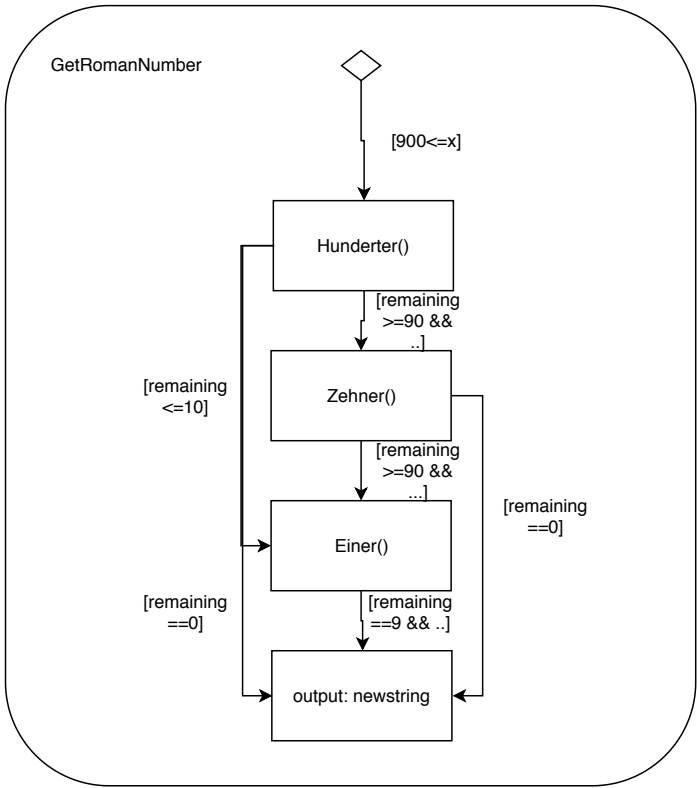 GetRomanNumber
[900<=x]
Hunderter()
[remaining
>=90 &&
..]
Zehner()
[remaining
<=10]
[remaining
>=90 &&
...]
[remaining
==0]
Einer()
[remaining
==0]
[remaining
==9 && ..]
output: newstring